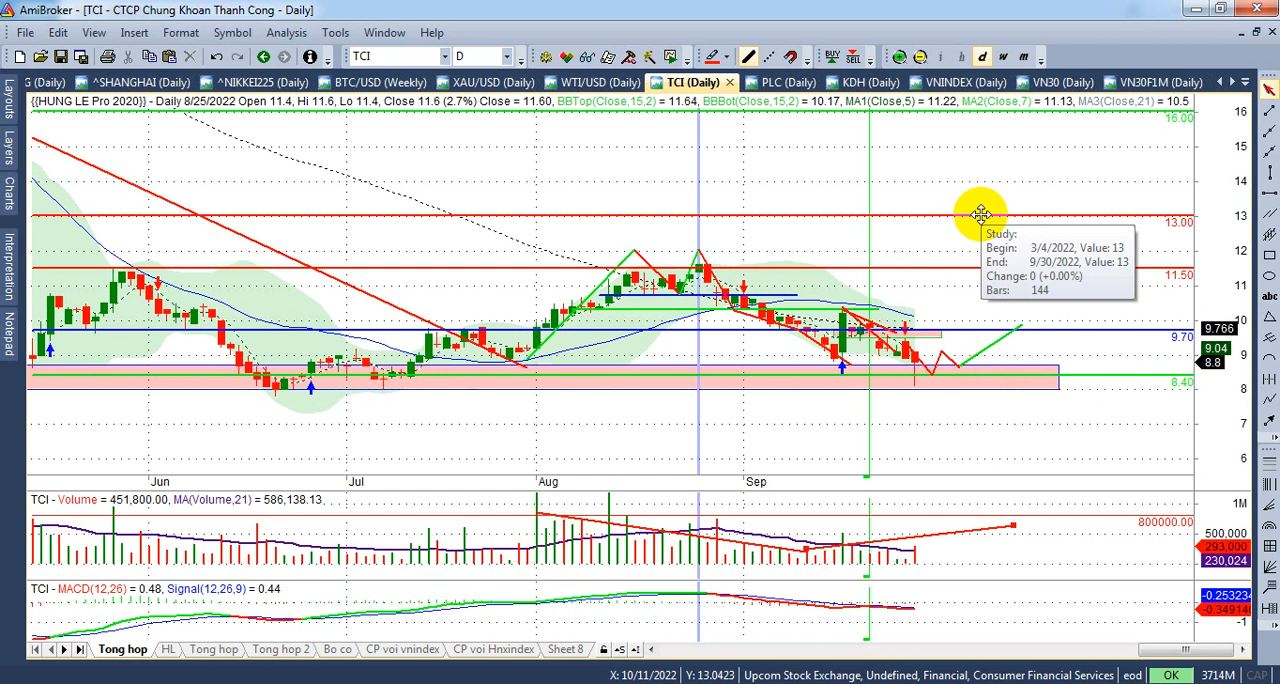 AmiBroker - [TCI - CTCP Chung Khoan Thanh Cong - Daily]
File Edit View Insert Format Symbol Analysis Tools Window Help
TCI D BUY SELL i h d w m
G (Daily) ^SHANGHAI (Daily) ^NIKKEI225 (Daily) BTC/USD (Weekly) XAU/USD (Daily) WTI/USD (Daily) TCI (Daily) PLC (Daily) KDH (Daily) VNINDEX (Daily) VN30 (Daily) VN30F1M (Daily)
Layouts
Layers
Charts
Interpretation
Notepad
{{HUNG LE Pro 2020}} - Daily 8/25/2022 Open 11.4, Hi 11.6, Lo 11.4, Close 11.6 (2.7%) Close = 11.60, BBTop(Close,15,2) = 11.64, BBBot(Close,15,2) = 10.17, MA1(Close,5) = 11.22, MA2(Close,7) = 11.13, MA3(Close,21) = 10.5
16
16.00
15
14
13
13.00
Study:
Begin: 3/4/2022, Value: 13
End: 9/30/2022, Value: 13
Change: 0 (+0.00%)
Bars: 144
12
11.50
11
10
9.766
9.70
9.04
9
8.8
8.40
8
7
6
Jun Jul Aug Sep
TCI - Volume = 451,800.00, MA(Volume,21) = 586,138.13
1M
800000.00
500,000
293,000
230,024
TCI - MACD(12,26) = 0.48, Signal(12,26,9) = 0.44
-0.253234
-0.349146
-1
Tong hop HL Tong hop Tong hop 2 Bo co CP voi vnindex CP voi Hnxindex Sheet 8
X: 10/11/2022 Y: 13.0423 Upcom Stock Exchange, Undefined, Financial, Consumer Financial Services eod OK 3714M CAP
abc